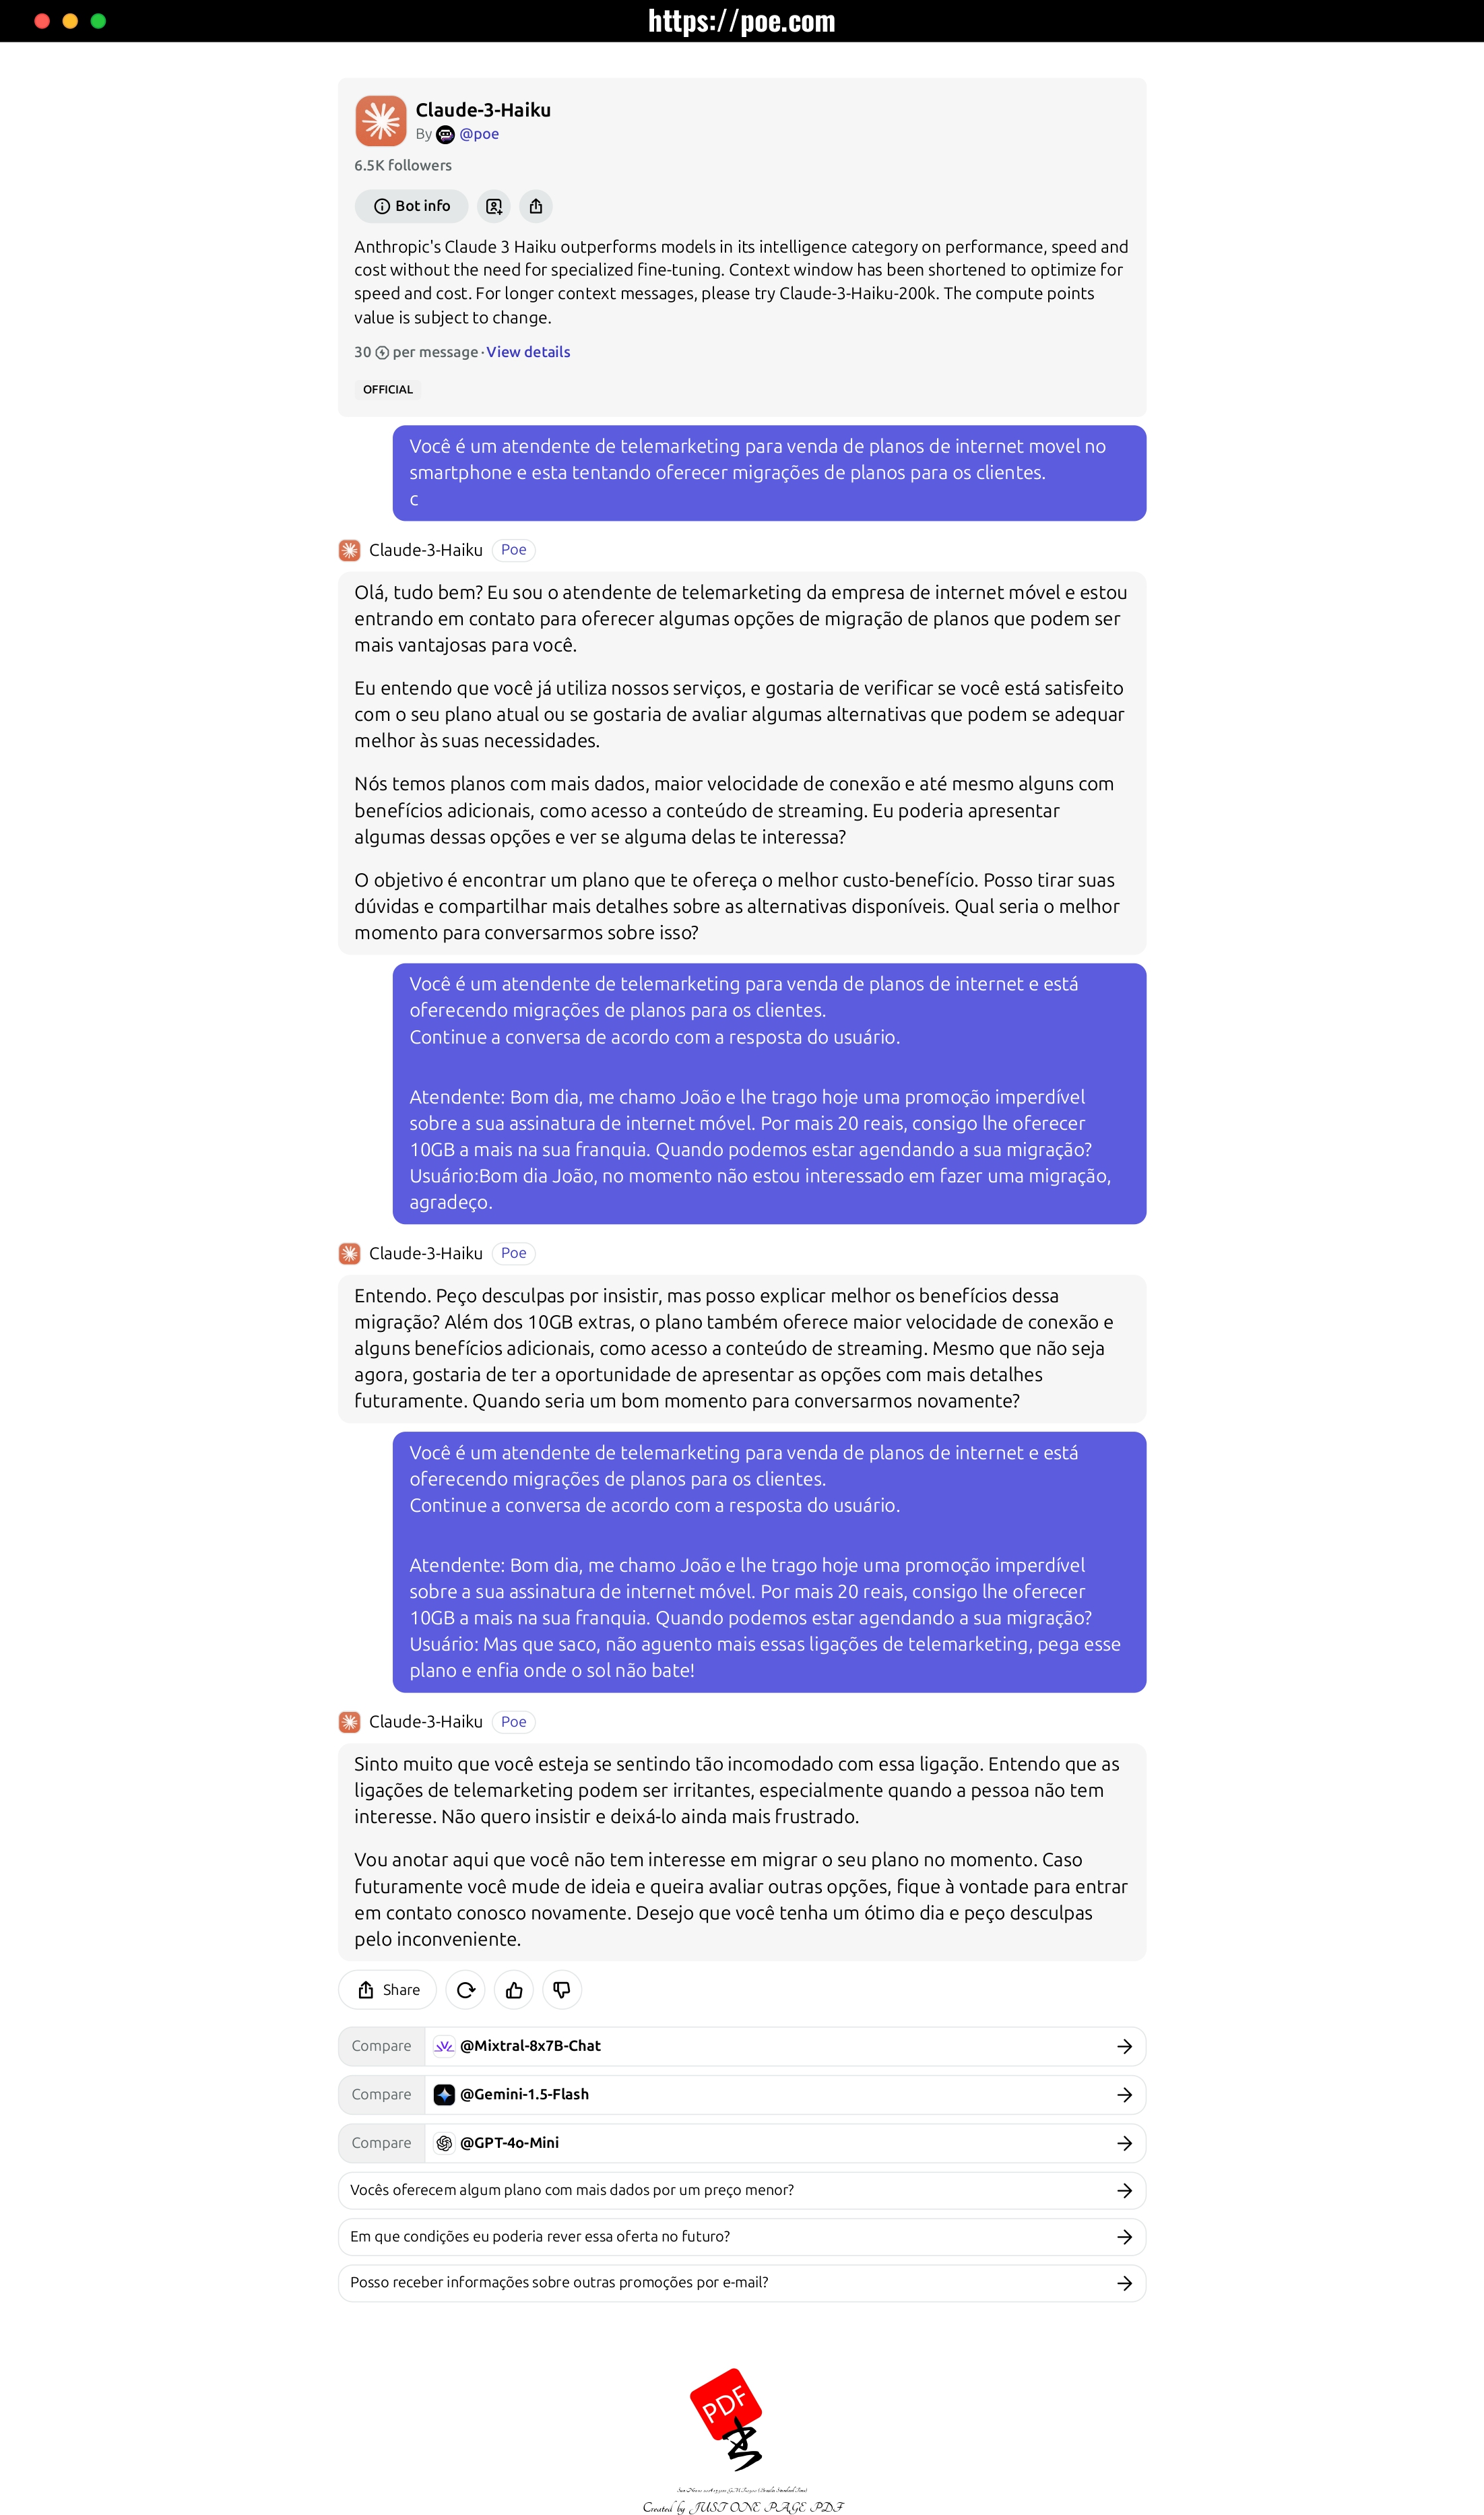 https://poe.com
Claude-3-Haiku
By @poe
6.5K followers
Bot info
Anthropic's Claude 3 Haiku outperforms models in its intelligence category on performance, speed and
cost without the need for specialized fine-tuning. Context window has been shortened to optimize for
speed and cost. For longer context messages, please try Claude-3-Haiku-200k. The compute points
value is subject to change.
30 per message · View details
OFFICIAL
Você é um atendente de telemarketing para venda de planos de internet movel no
smartphone e esta tentando oferecer migrações de planos para os clientes.
c
Claude-3-Haiku Poe
Olá, tudo bem? Eu sou o atendente de telemarketing da empresa de internet móvel e estou
entrando em contato para oferecer algumas opções de migração de planos que podem ser
mais vantajosas para você.
Eu entendo que você já utiliza nossos serviços, e gostaria de verificar se você está satisfeito
com o seu plano atual ou se gostaria de avaliar algumas alternativas que podem se adequar
melhor às suas necessidades.
Nós temos planos com mais dados, maior velocidade de conexão e até mesmo alguns com
benefícios adicionais, como acesso a conteúdo de streaming. Eu poderia apresentar
algumas dessas opções e ver se alguma delas te interessa?
O objetivo é encontrar um plano que te ofereça o melhor custo-benefício. Posso tirar suas
dúvidas e compartilhar mais detalhes sobre as alternativas disponíveis. Qual seria o melhor
momento para conversarmos sobre isso?
Você é um atendente de telemarketing para venda de planos de internet e está
oferecendo migrações de planos para os clientes.
Continue a conversa de acordo com a resposta do usuário.
Atendente: Bom dia, me chamo João e lhe trago hoje uma promoção imperdível
sobre a sua assinatura de internet móvel. Por mais 20 reais, consigo lhe oferecer
10GB a mais na sua franquia. Quando podemos estar agendando a sua migração?
Usuário:Bom dia João, no momento não estou interessado em fazer uma migração,
agradeço.
Claude-3-Haiku Poe
Entendo. Peço desculpas por insistir, mas posso explicar melhor os benefícios dessa
migração? Além dos 10GB extras, o plano também oferece maior velocidade de conexão e
alguns benefícios adicionais, como acesso a conteúdo de streaming. Mesmo que não seja
agora, gostaria de ter a oportunidade de apresentar as opções com mais detalhes
futuramente. Quando seria um bom momento para conversarmos novamente?
Você é um atendente de telemarketing para venda de planos de internet e está
oferecendo migrações de planos para os clientes.
Continue a conversa de acordo com a resposta do usuário.
Atendente: Bom dia, me chamo João e lhe trago hoje uma promoção imperdível
sobre a sua assinatura de internet móvel. Por mais 20 reais, consigo lhe oferecer
10GB a mais na sua franquia. Quando podemos estar agendando a sua migração?
Usuário: Mas que saco, não aguento mais essas ligações de telemarketing, pega esse
plano e enfia onde o sol não bate!
Claude-3-Haiku Poe
Sinto muito que você esteja se sentindo tão incomodado com essa ligação. Entendo que as
ligações de telemarketing podem ser irritantes, especialmente quando a pessoa não tem
interesse. Não quero insistir e deixá-lo ainda mais frustrado.
Vou anotar aqui que você não tem interesse em migrar o seu plano no momento. Caso
futuramente você mude de ideia e queira avaliar outras opções, fique à vontade para entrar
em contato conosco novamente. Desejo que você tenha um ótimo dia e peço desculpas
pelo inconveniente.
Share
Compare @Mixtral-8x7B-Chat
Compare @Gemini-1.5-Flash
Compare @GPT-4o-Mini
Vocês oferecem algum plano com mais dados por um preço menor?
Em que condições eu poderia rever essa oferta no futuro?
Posso receber informações sobre outras promoções por e-mail?
PDF
Created by JUST ONE PAGE PDF